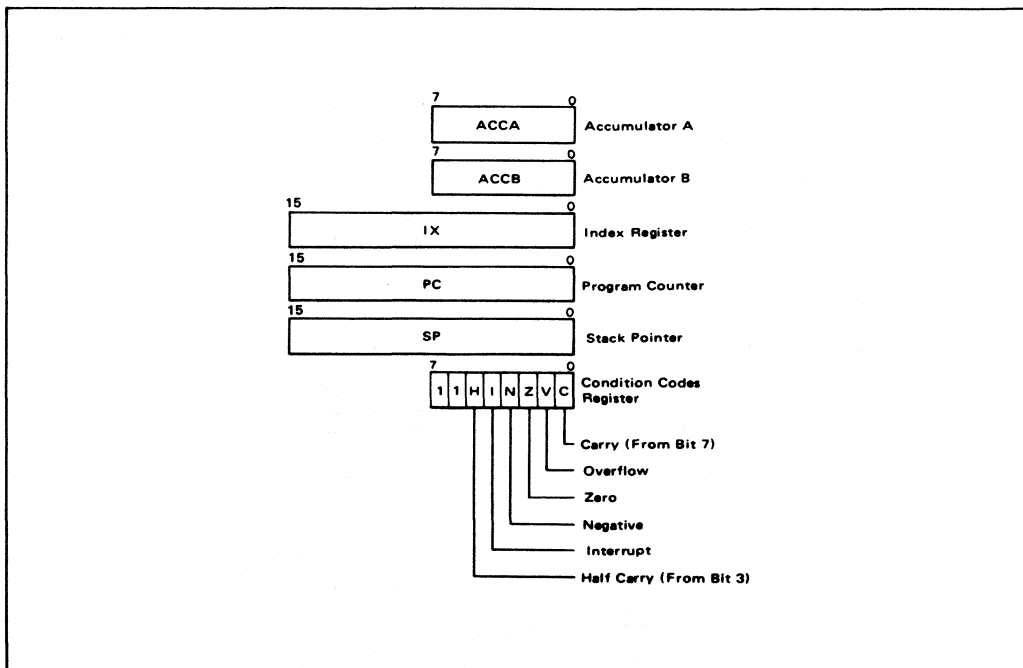 7 0
ACCA Accumulator A
7 0
ACCB Accumulator B
15 0
IX Index Register
15 0
PC Program Counter
15 0
SP Stack Pointer
7 0
1 1 H I N Z V C Condition Codes
Register
Carry (From Bit 7)
Overflow
Zero
Negative
Interrupt
Half Carry (From Bit 3)